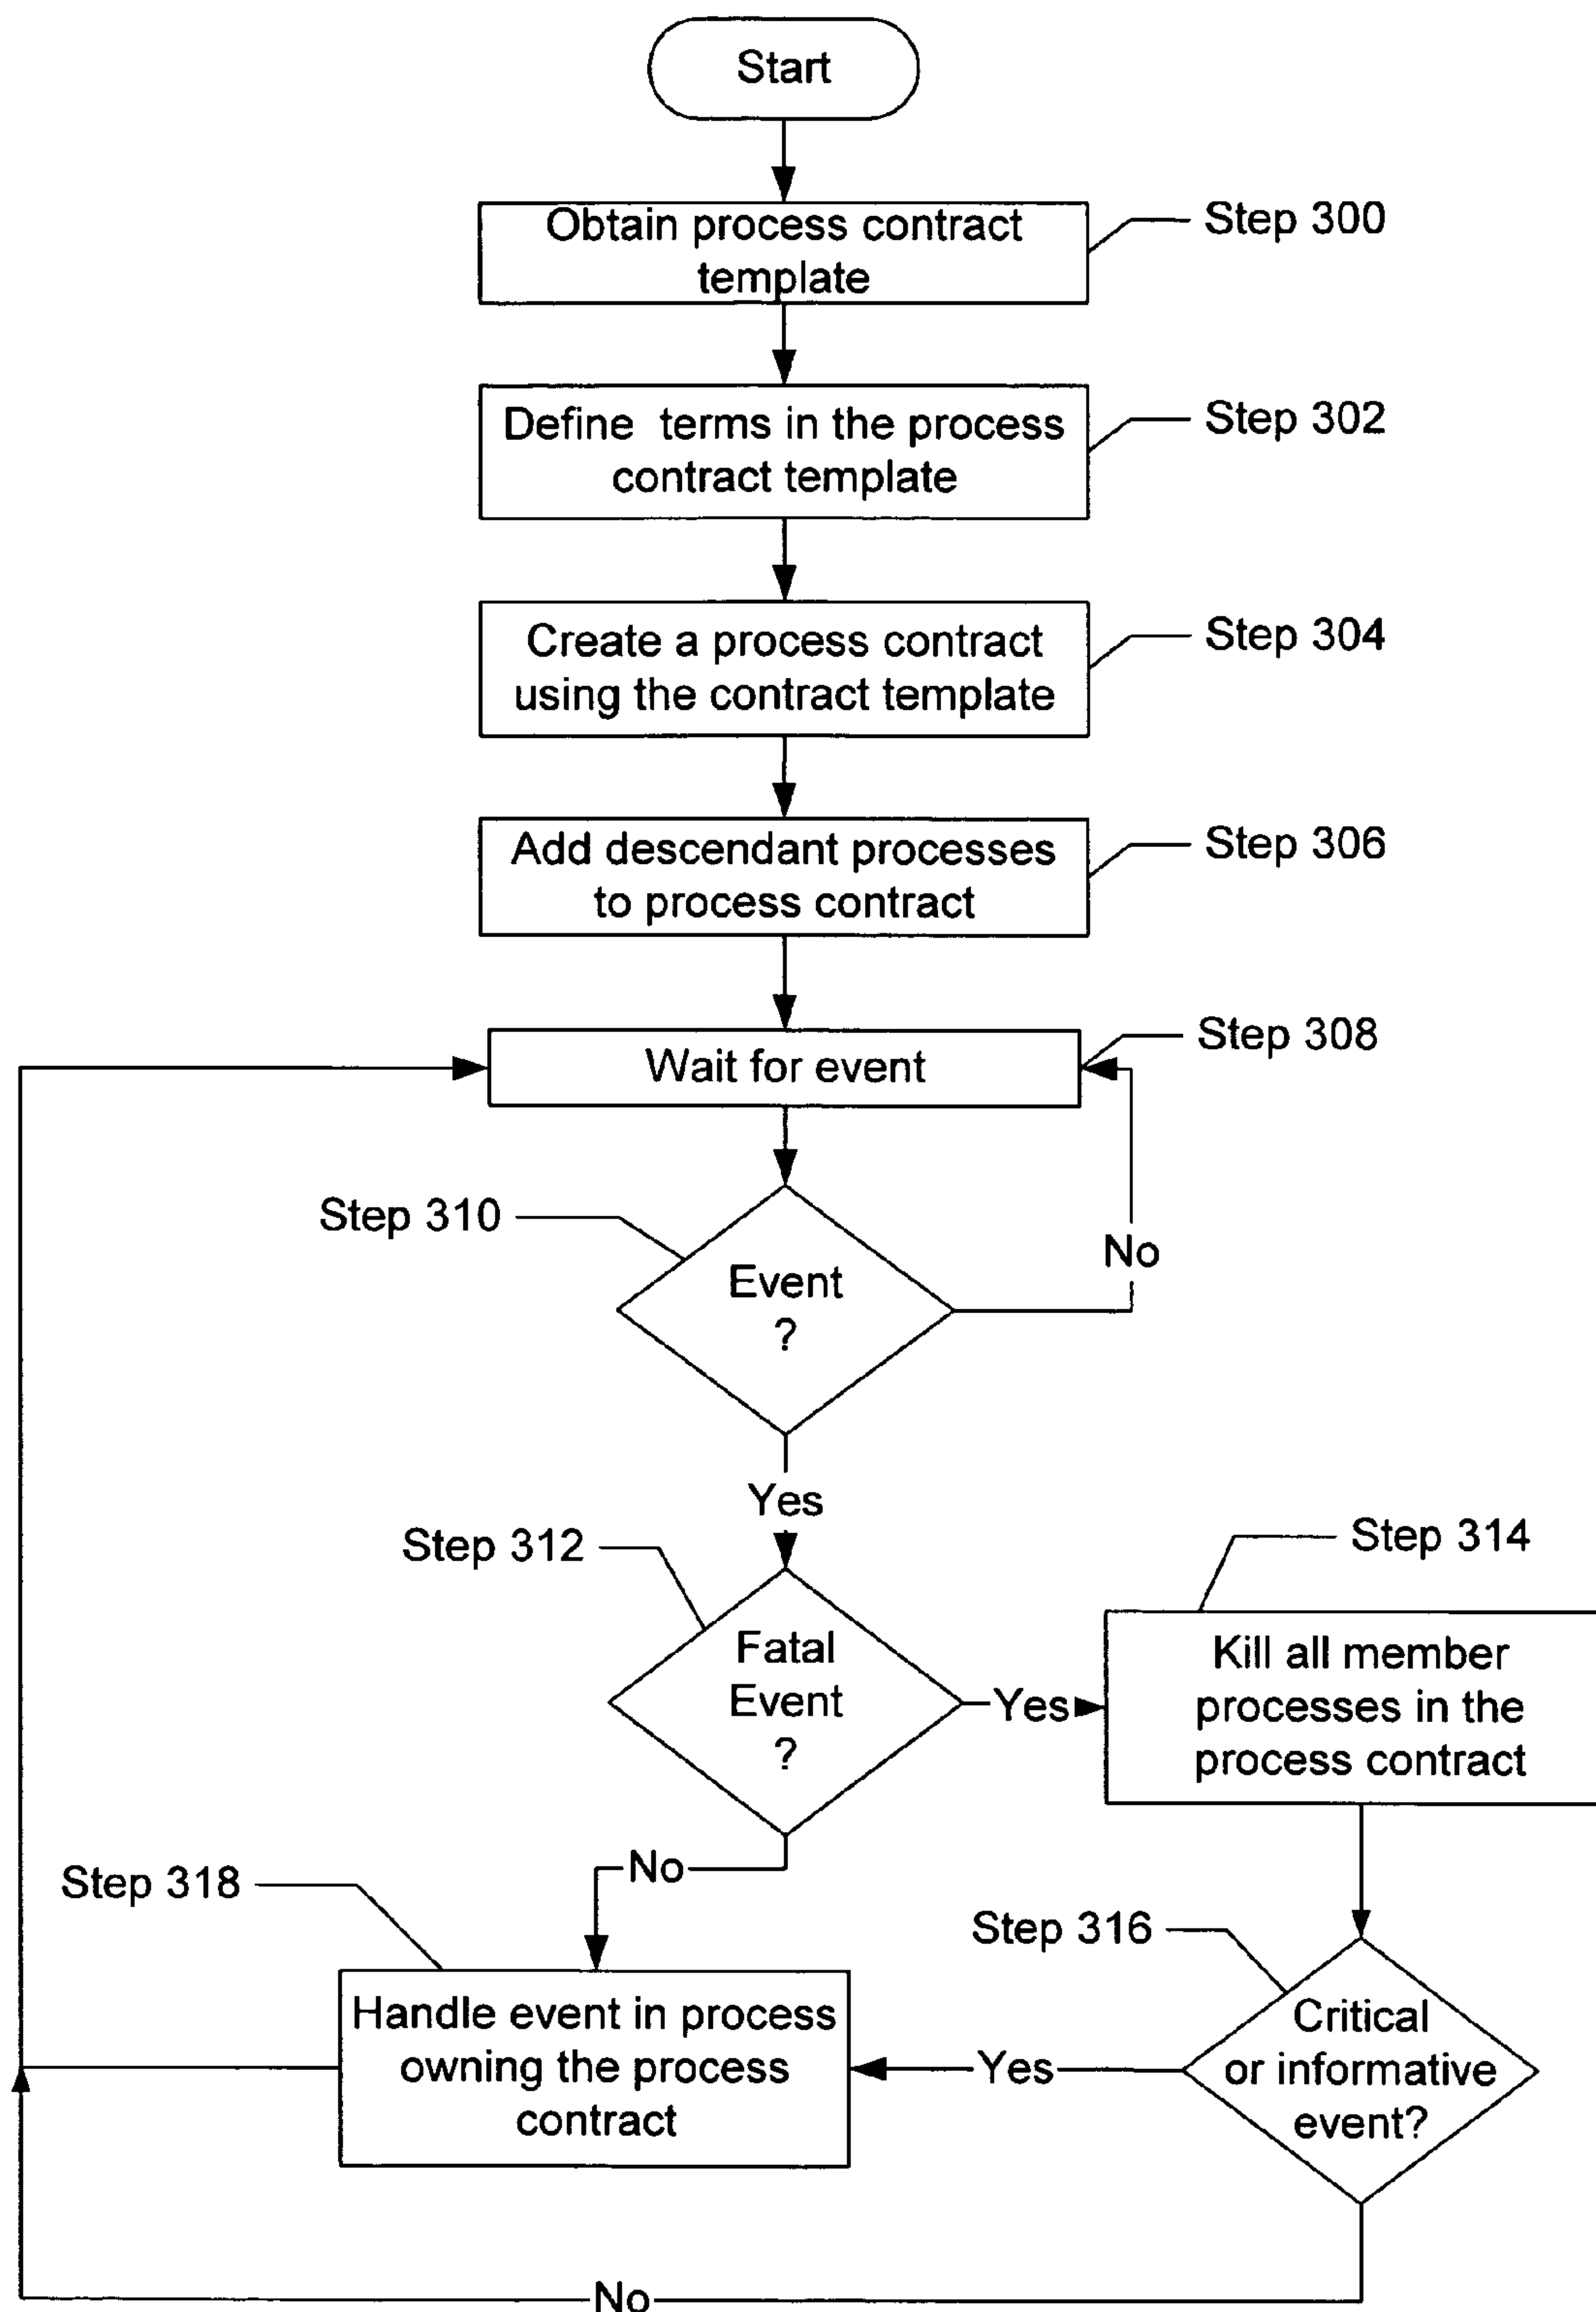 Start
Obtain process contract
template
Step 300
Define terms in the process
contract template
Step 302
Create a process contract
using the contract template
Step 304
Add descendant processes
to process contract
Step 306
Wait for event
Step 308
Step 310
Event
?
No
Yes
Step 312
Fatal
Event
?
Yes
Step 314
Kill all member
processes in the
process contract
No
Step 318
Step 316
Handle event in process
owning the process
contract
Yes
Critical
or informative
event?
No